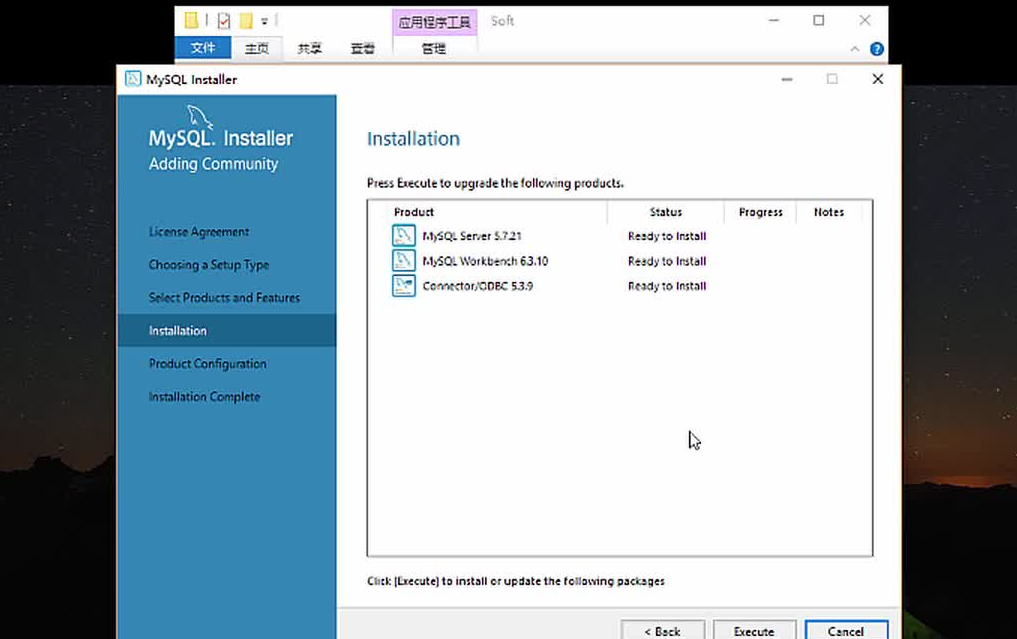 应用程序工具 Soft
文件 主页 共享 查看 管理
MySQL Installer
MySQL. Installer
Adding Community
License Agreement
Choosing a Setup Type
Select Products and Features
Installation
Product Configuration
Installation Complete
Installation
Press Execute to upgrade the following products.
Product Status Progress Notes
MySQL Server 5.7.21 Ready to Install
MySQL Workbench 6.3.10 Ready to Install
Connector/ODBC 5.3.9 Ready to Install
Click [Execute] to install or update the following packages
< Back Execute Cancel